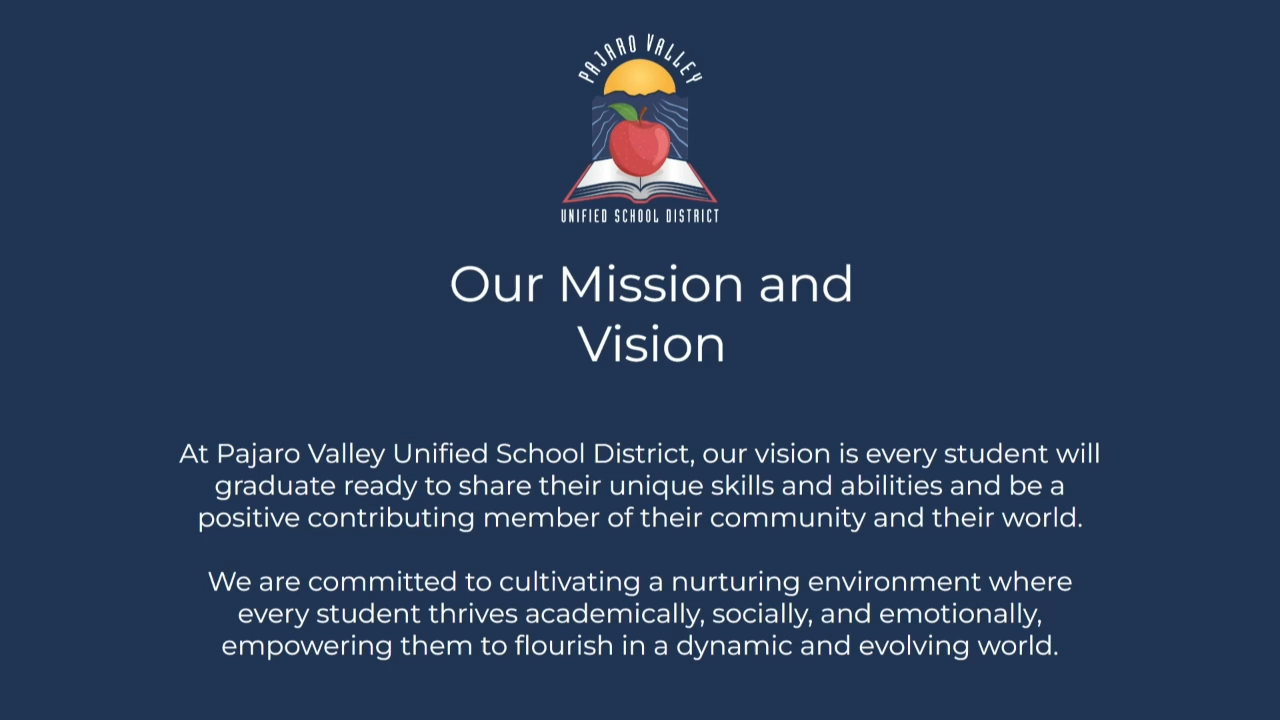 PAJARO VALLEY
UNIFIED SCHOOL DISTRICT
Our Mission and
Vision
At Pajaro Valley Unified School District, our vision is every student will
graduate ready to share their unique skills and abilities and be a
positive contributing member of their community and their world.
We are committed to cultivating a nurturing environment where
every student thrives academically, socially, and emotionally,
empowering them to flourish in a dynamic and evolving world.